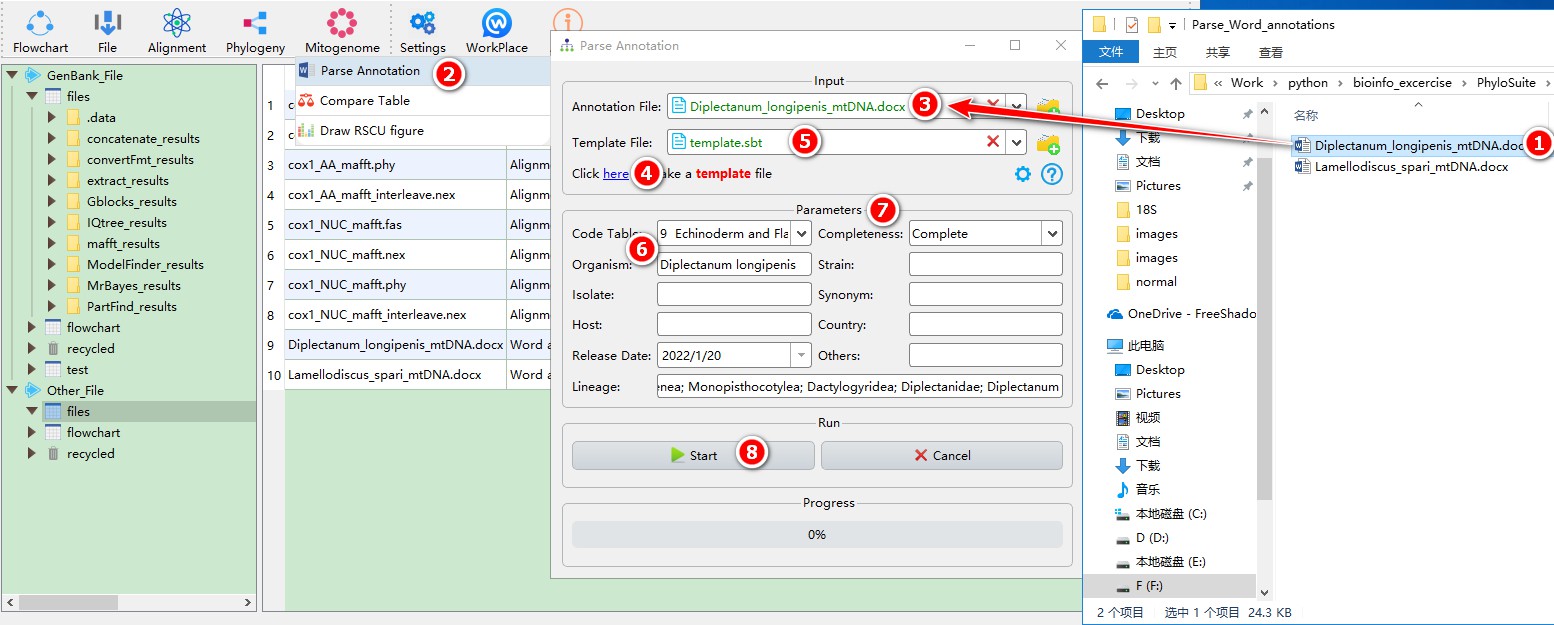 Flowchart File Alignment Phylogeny Mitogenome Settings WorkPlace
GenBank_File
files
.data
concatenate_results
convertFmt_results
extract_results
Gblocks_results
IQtree_results
mafft_results
ModelFinder_results
MrBayes_results
PartFind_results
flowchart
recycled
test
Other_File
files
flowchart
recycled
Parse Annotation 2
Compare Table
Draw RSCU figure
1 c
2 c
3 cox1_AA_mafft.phy Alignm
4 cox1_AA_mafft_interleave.nex Alignm
5 cox1_NUC_mafft.fas Alignm
6 cox1_NUC_mafft.nex Alignm
7 cox1_NUC_mafft.phy Alignm
8 cox1_NUC_mafft_interleave.nex Alignm
9 Diplectanum_longipenis_mtDNA.docx Word a
10 Lamellodiscus_spari_mtDNA.docx Word a
Parse Annotation
Input
Annotation File: Diplectanum_longipenis_mtDNA.docx 3
Template File: template.sbt 5
Click here 4 ake a template file
Parameters 7
Code Table: 9 Echinoderm and Fla Completeness: Complete
6
Organism: Diplectanum longipenis Strain:
Isolate: Synonym:
Host: Country:
Release Date: 2022/1/20 Others:
Lineage: enea; Monopisthocotylea; Dactylogyridea; Diplectanidae; Diplectanum
Run
Start 8 Cancel
Progress
0%
Parse_Word_annotations
文件 主页 共享 查看
« Work › python › bioinfo_excercise › PhyloSuite ›
Desktop
下载
文档
Pictures
18S
images
images
normal
OneDrive - FreeShado
此电脑
Desktop
Pictures
视频
文档
下载
音乐
本地磁盘 (C:)
D (D:)
本地磁盘 (E:)
F (F:)
名称
Diplectanum_longipenis_mtDNA.doc 1
Lamellodiscus_spari_mtDNA.docx
2 个项目 选中 1 个项目 24.3 KB